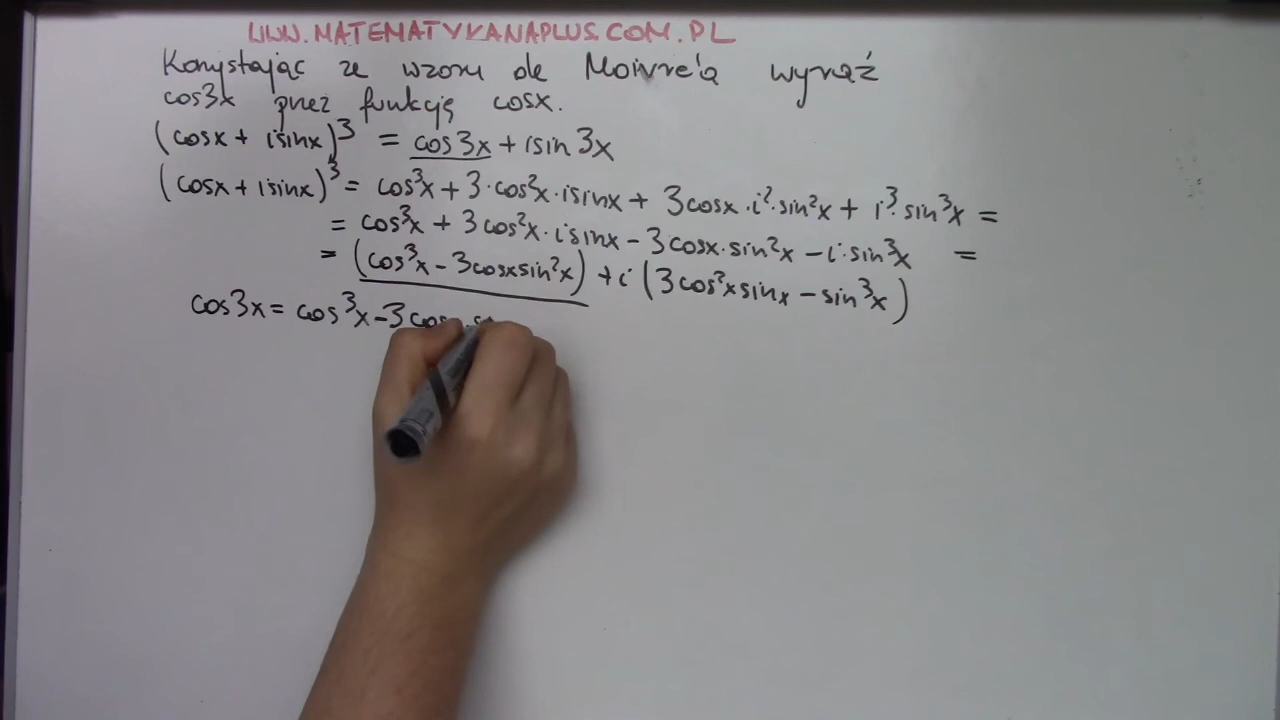 WWW.MATEMATYKANAPLUS.COM.PL
Korzystając ze wzoru de Moivre'a wyraź
cos3x przez funkcję cosx.
(cosx + isinx)³ = cos3x + isin3x
(cosx + isinx)³ = cos³x + 3·cos²x·isinx + 3cosx·i²·sin²x + i³·sin³x =
= cos³x + 3cos²x·isinx - 3cosx·sin²x - i·sin³x =
= (cos³x - 3cosxsin²x) + i(3cos²xsinx - sin³x)
cos3x = cos³x - 3cos